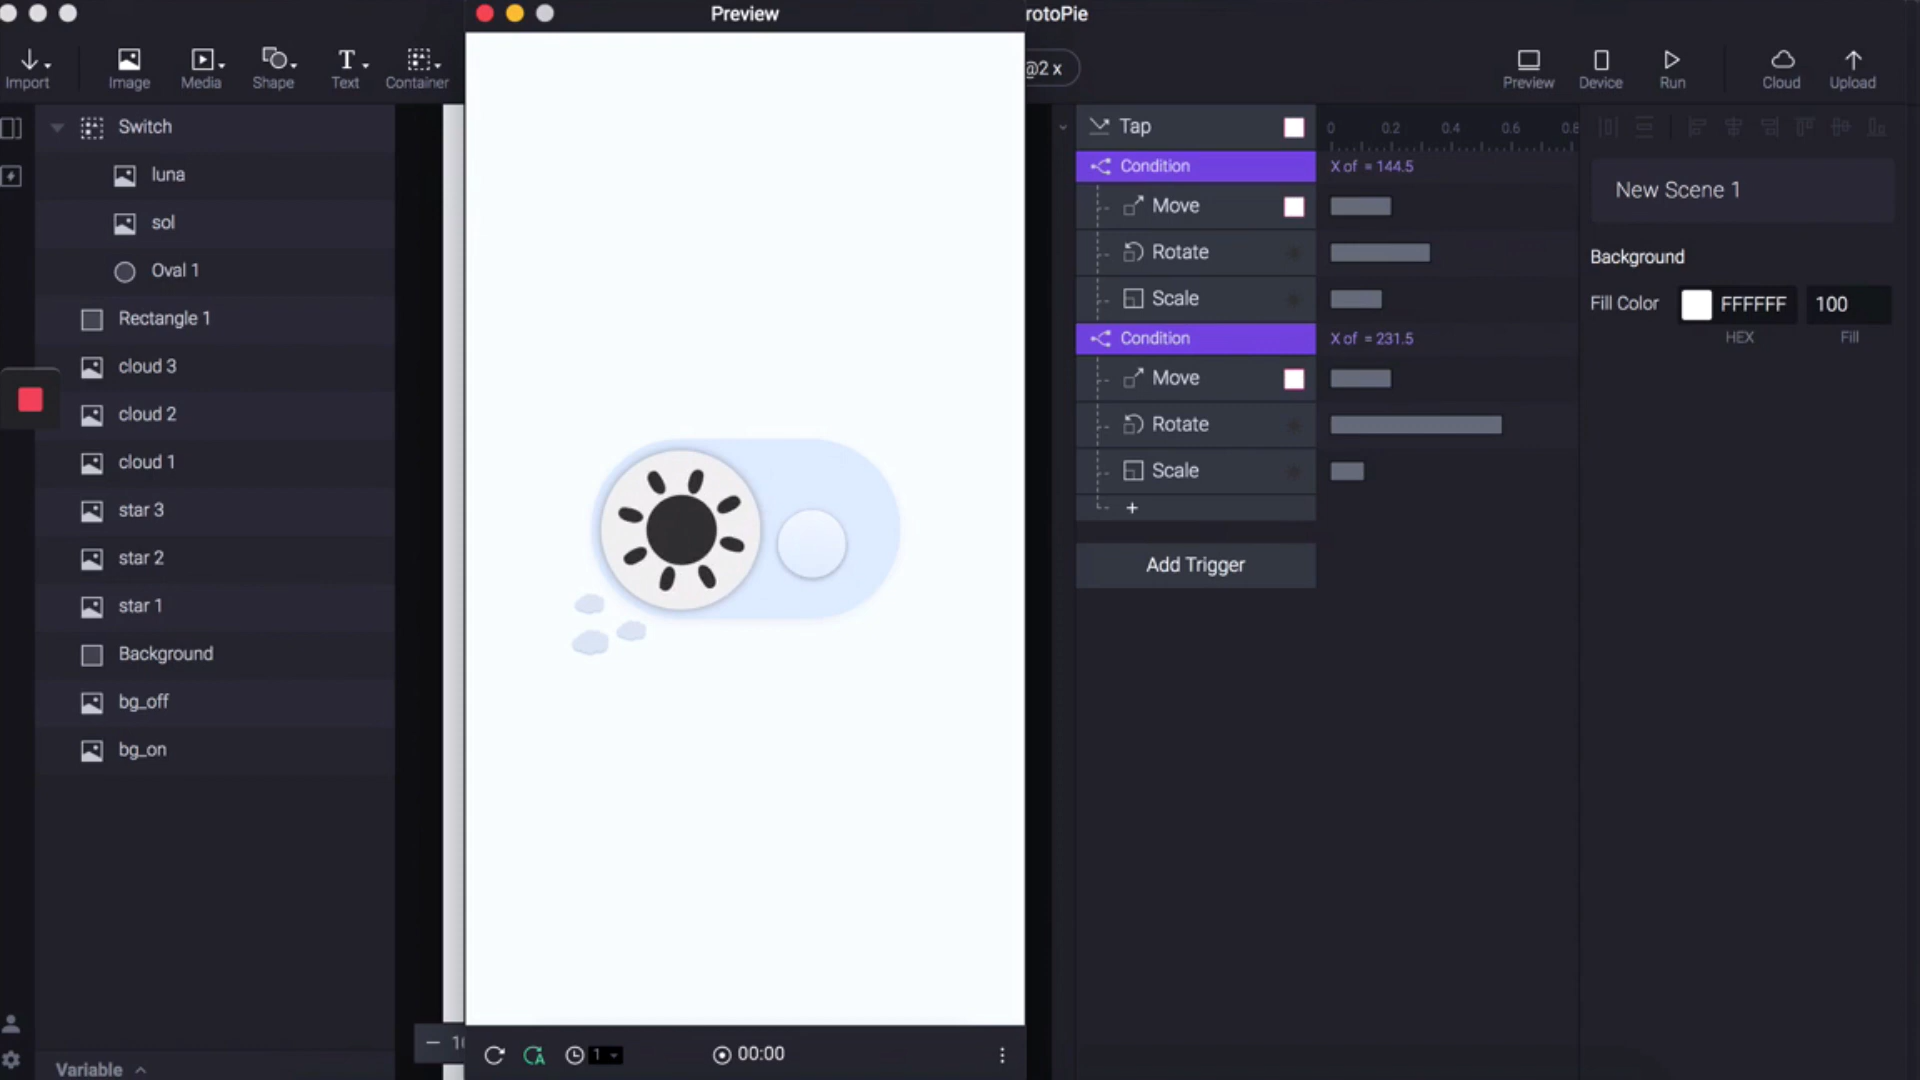 Preview
rotoPie
Import
Image
Media
Shape
Text
Container
@2 x
Preview
Device
Run
Cloud
Upload
Switch
luna
sol
Oval 1
Rectangle 1
cloud 3
cloud 2
cloud 1
star 3
star 2
star 1
Background
bg_off
bg_on
Variable
1
00:00
Tap
0 0.2 0.4 0.6 0.8
Condition X of = 144.5
Move
Rotate
Scale
Condition X of = 231.5
Move
Rotate
Scale
+
Add Trigger
New Scene 1
Background
Fill Color FFFFFF 100
HEX Fill